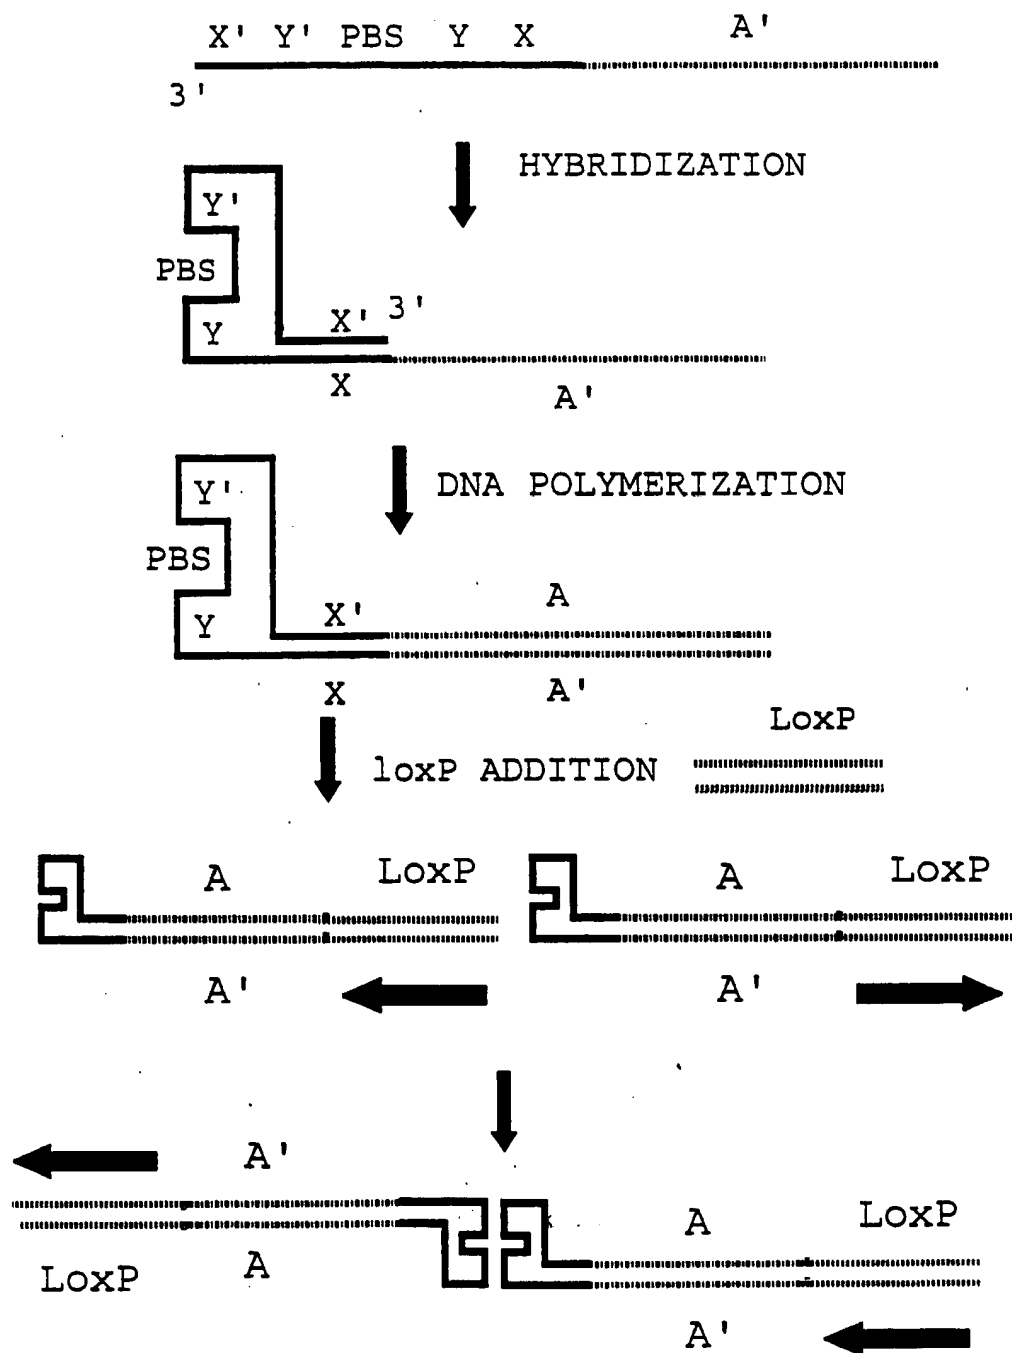 X' Y' PBS Y X A'
3'
HYBRIDIZATION
Y'
PBS
Y
X' 3'
X
A'
DNA POLYMERIZATION
Y'
PBS
Y
X'
A
X
A'
LoxP
loxP ADDITION
A LoxP A LoxP
A' A'
A'
A LoxP
LoxP A
A'